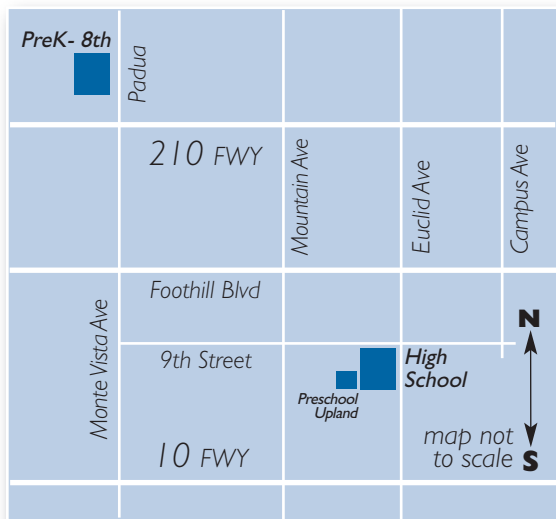 PreK- 8th
Padua
210 FWY
Mountain Ave
Euclid Ave
Campus Ave
Foothill Blvd
Monte Vista Ave
9th Street
N
High
School
Preschool
Upland
10 FWY
map not
to scale
S